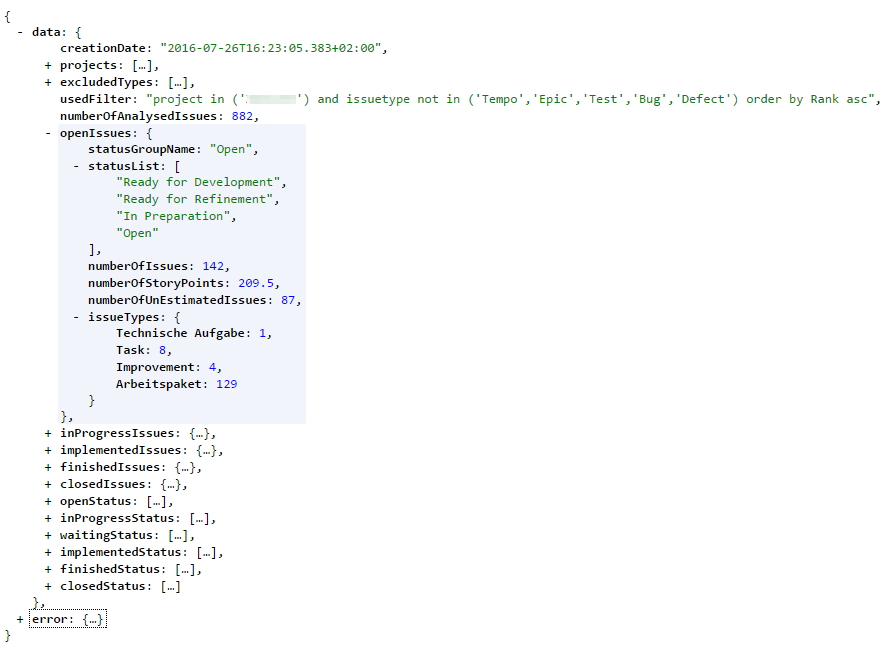 {
- data: {
creationDate: "2016-07-26T16:23:05.383+02:00",
+ projects: […],
+ excludedTypes: […],
usedFilter: "project in ('       ') and issuetype not in ('Tempo','Epic','Test','Bug','Defect') order by Rank asc",
numberOfAnalysedIssues: 882,
- openIssues: {
statusGroupName: "Open",
- statusList: [
"Ready for Development",
"Ready for Refinement",
"In Preparation",
"Open"
],
numberOfIssues: 142,
numberOfStoryPoints: 209.5,
numberOfUnEstimatedIssues: 87,
- issueTypes: {
Technische Aufgabe: 1,
Task: 8,
Improvement: 4,
Arbeitspaket: 129
}
},
+ inProgressIssues: {…},
+ implementedIssues: {…},
+ finishedIssues: {…},
+ closedIssues: {…},
+ openStatus: […],
+ inProgressStatus: […],
+ waitingStatus: […],
+ implementedStatus: […],
+ finishedStatus: […],
+ closedStatus: […]
},
+ error: {…}
}